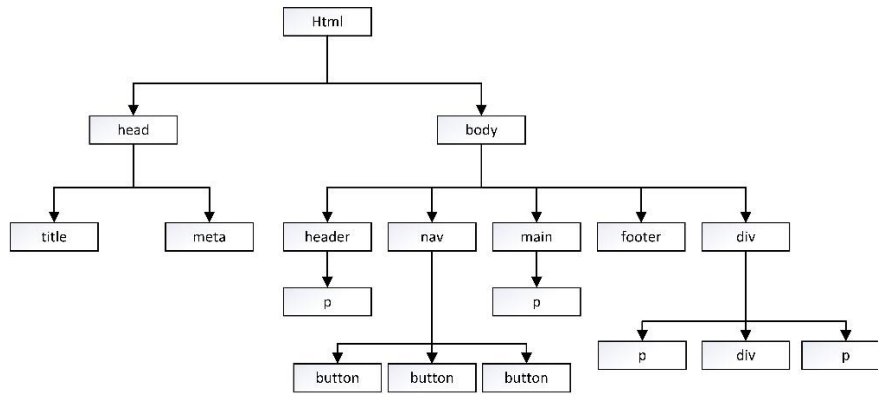 Html
head
body
title
meta
header
nav
main
footer
div
p
p
p
div
p
button
button
button